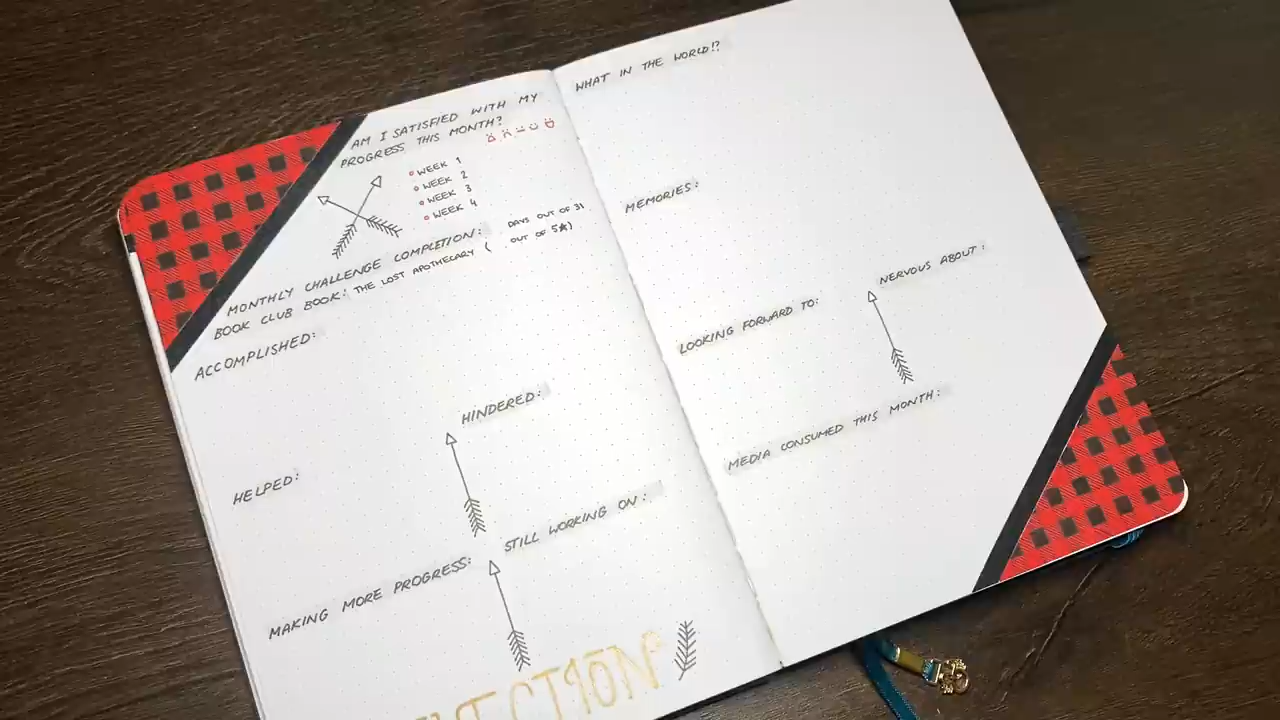 AM I SATISFIED WITH MY
PROGRESS THIS MONTH?
WEEK 1
WEEK 2
WEEK 3
WEEK 4
MONTHLY CHALLENGE COMPLETION: DAYS OUT OF 31
BOOK CLUB BOOK: THE LOST APOTHECARY ( OUT OF 5★)
ACCOMPLISHED:
HINDERED:
HELPED:
STILL WORKING ON:
MAKING MORE PROGRESS:
WHAT IN THE WORLD!?
MEMORIES:
NERVOUS ABOUT:
LOOKING FORWARD TO:
MEDIA CONSUMED THIS MONTH: